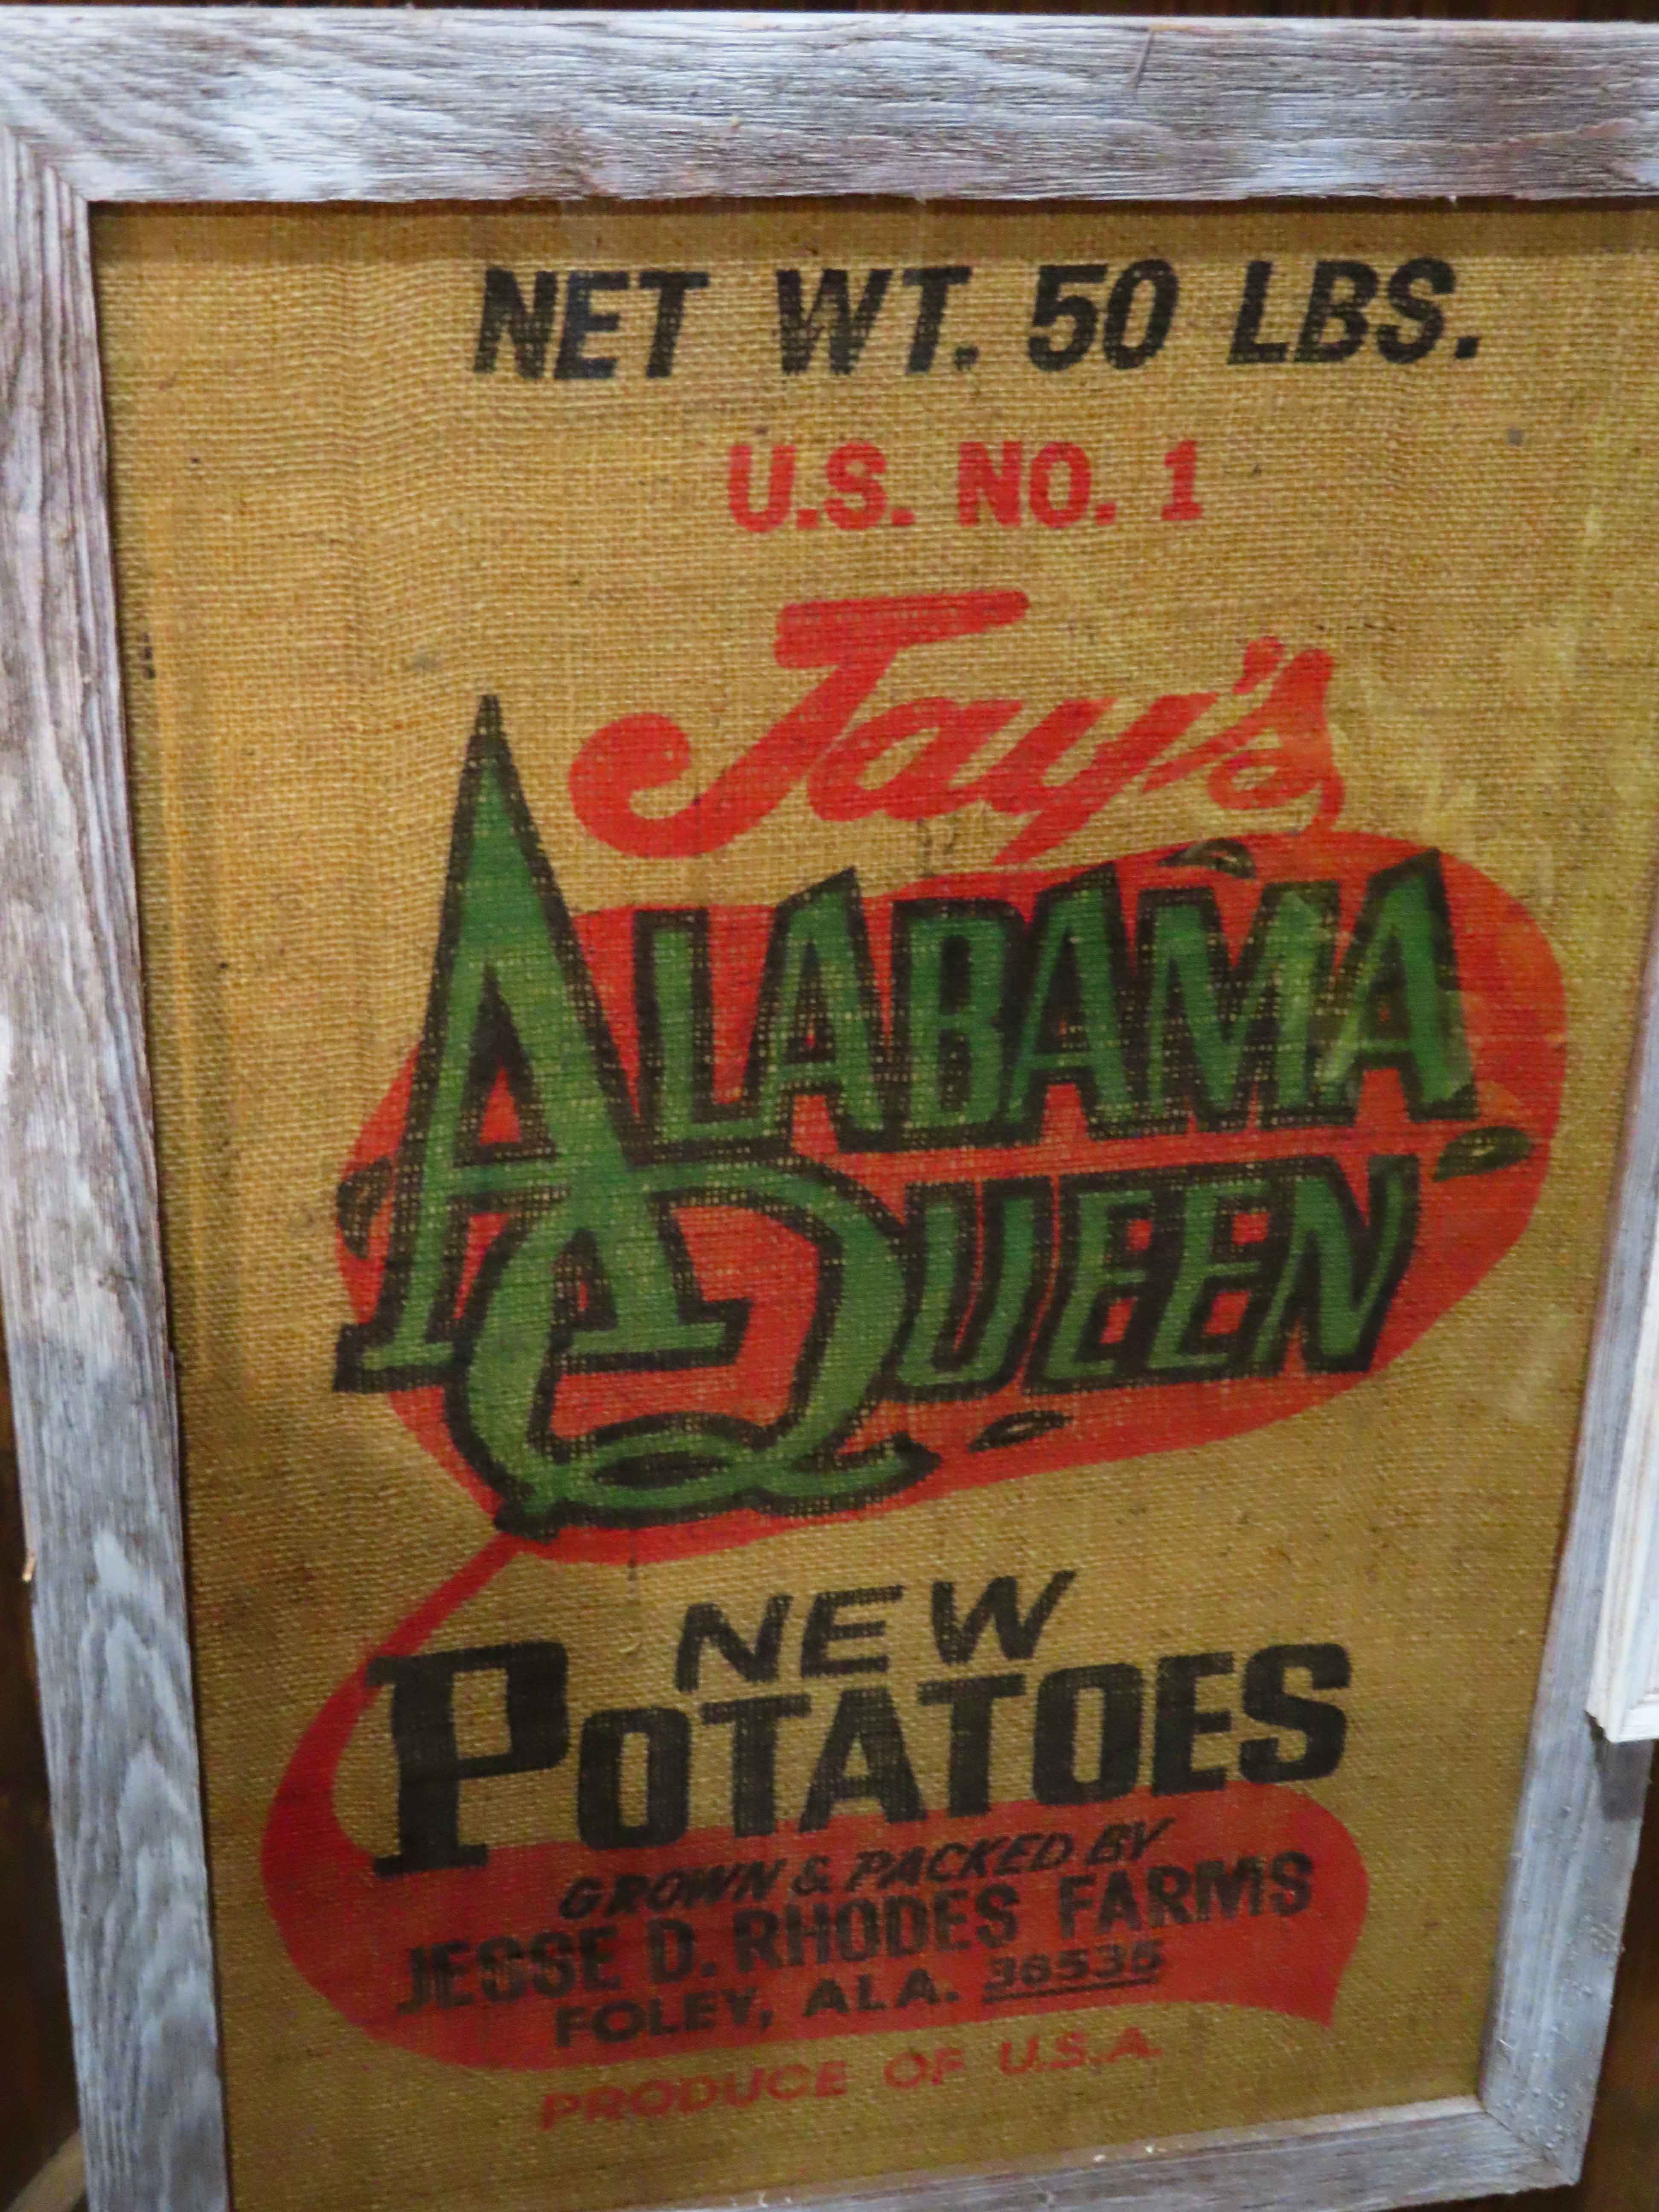 NET WT. 50 LBS.
U.S. NO. 1
Jay's
ALABAMA
QUEEN
NEW
POTATOES
GROWN & PACKED BY
JESSE D. RHODES FARMS
FOLEY, ALA. 36535
PRODUCE OF U.S.A.